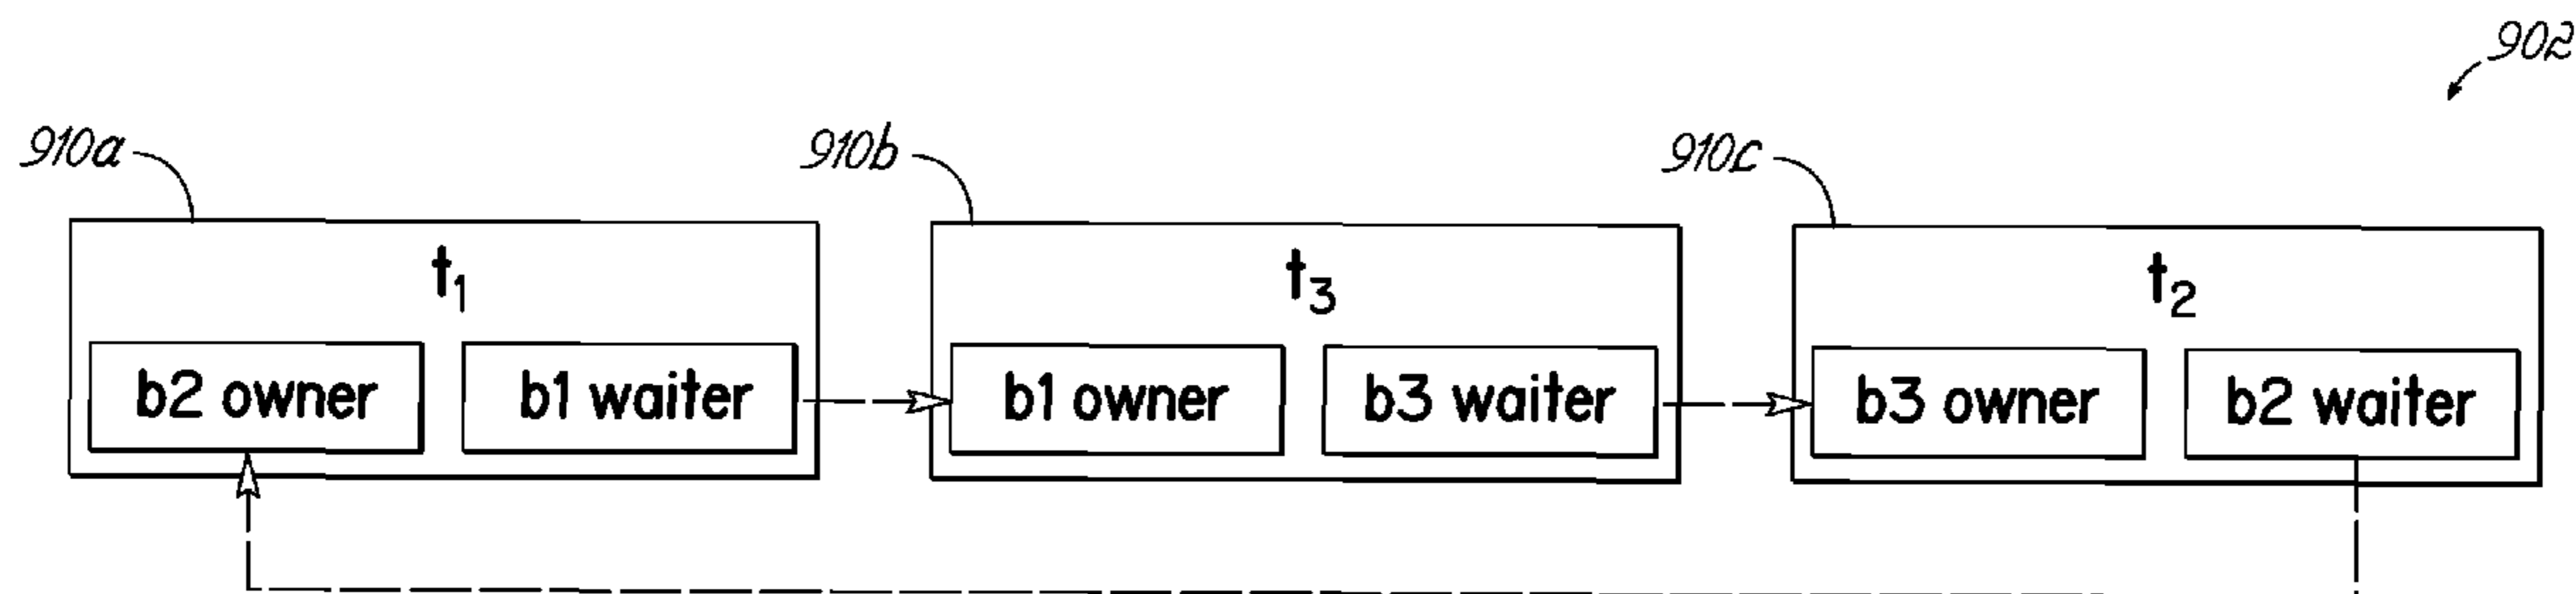 902
910a 910b 910c
t1 t3 t2
b2 owner b1 waiter b1 owner b3 waiter b3 owner b2 waiter